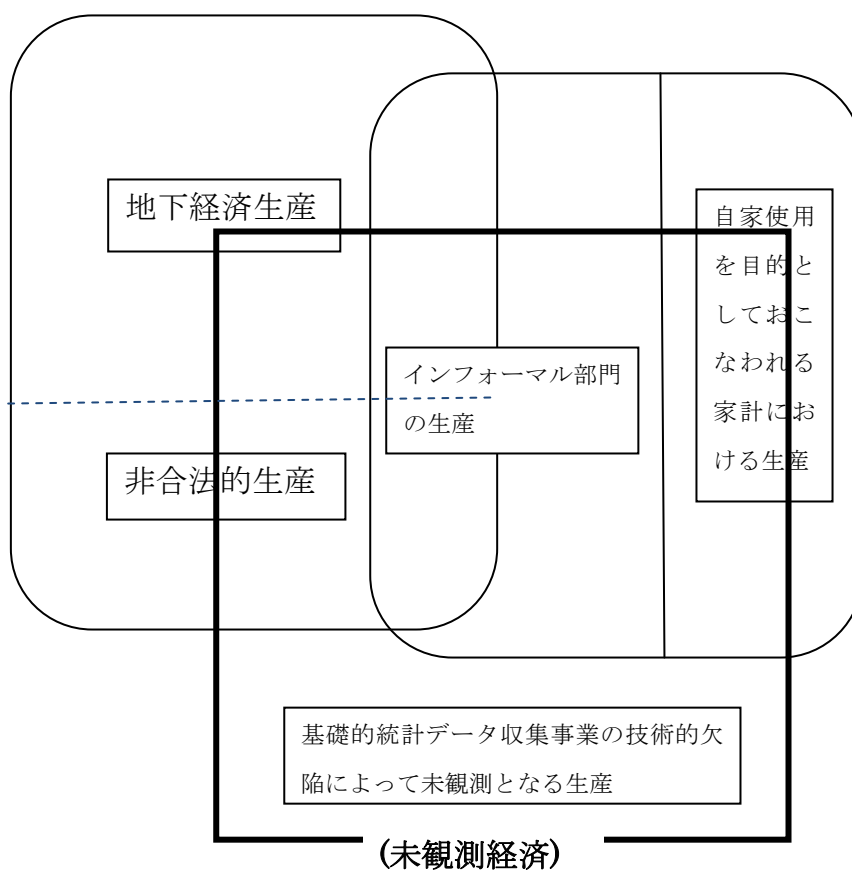 地下経済生産
自家使用
を目的と
しておこ
なわれる
家計にお
ける生産
インフォーマル部門
の生産
非合法的生産
基礎的統計データ収集事業の技術的欠
陥によって未観測となる生産
(未観測経済)